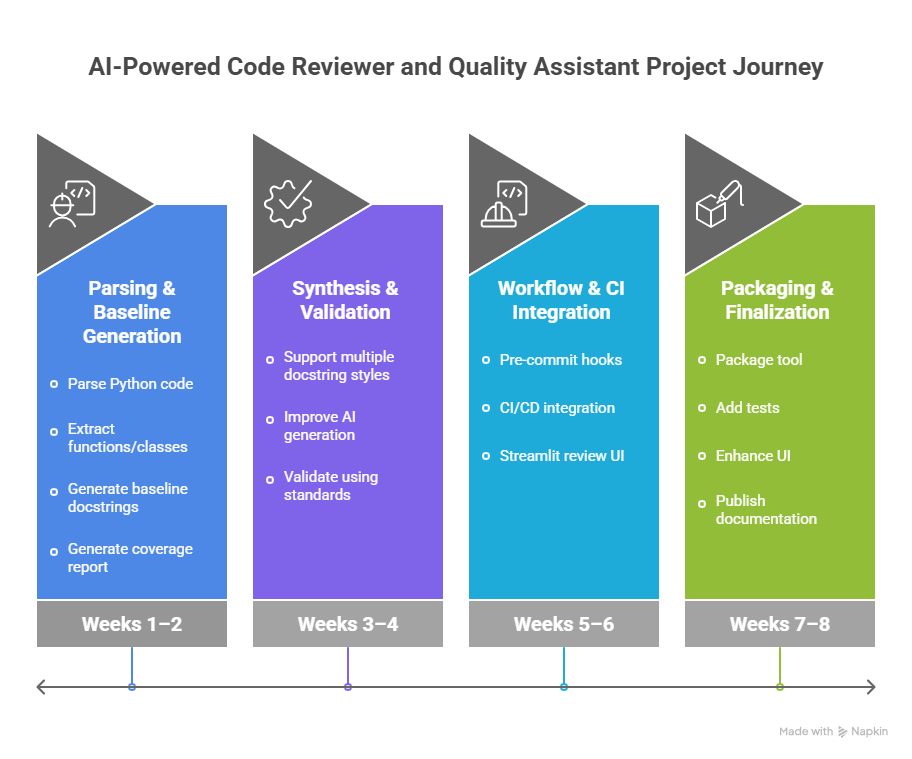 AI-Powered Code Reviewer and Quality Assistant Project Journey
Parsing &
Baseline
Generation
Parse Python code
Extract
functions/classes
Generate baseline
docstrings
Generate coverage
report
Weeks 1–2
Synthesis &
Validation
Support multiple
docstring styles
Improve AI
generation
Validate using
standards
Weeks 3–4
Workflow & CI
Integration
Pre-commit hooks
CI/CD integration
Streamlit review UI
Weeks 5–6
Packaging &
Finalization
Package tool
Add tests
Enhance UI
Publish
documentation
Weeks 7–8
Made with Napkin